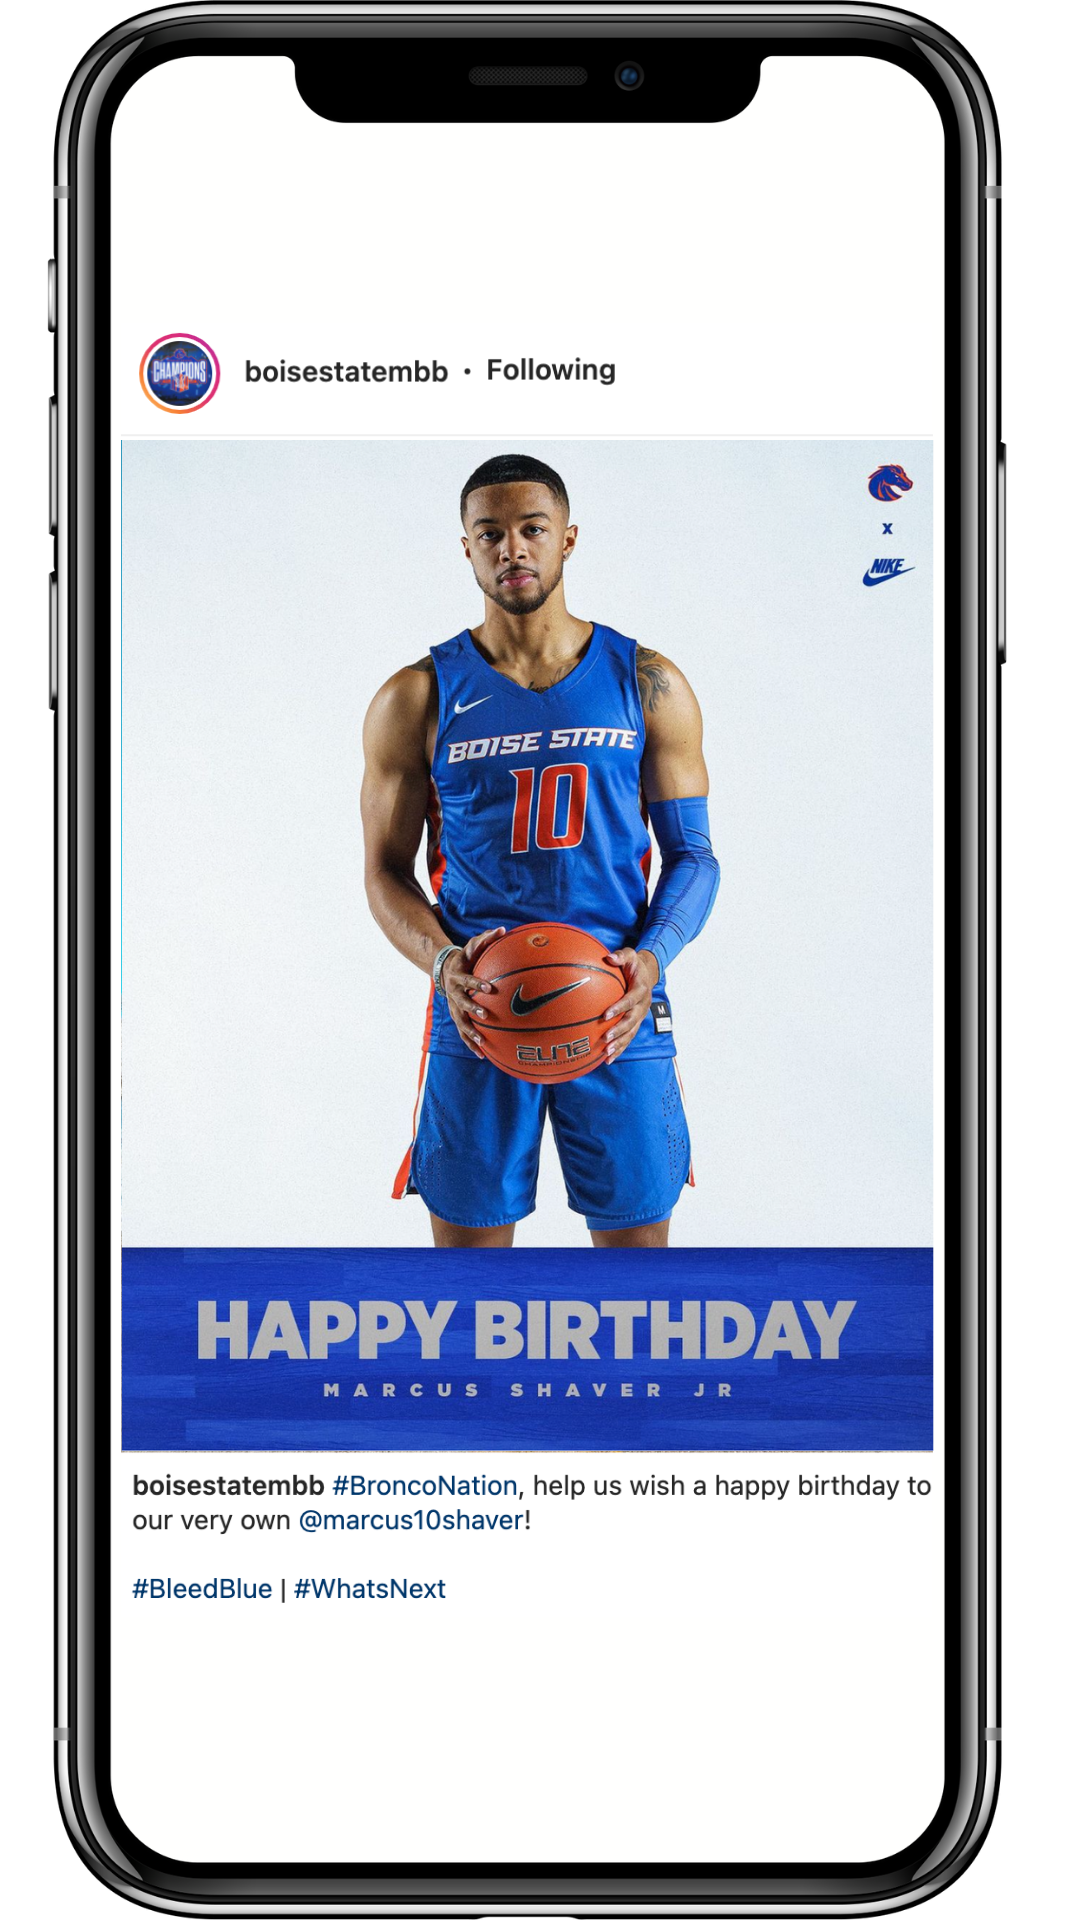 CHAMPIONS
boisestatembb • Following
x
NIKE
BOISE STATE
10
M
ELITE
CHAMPIONSHIP
HAPPY BIRTHDAY
MARCUS SHAVER JR
boisestatembb #BroncoNation, help us wish a happy birthday to
our very own @marcus10shaver!
#BleedBlue | #WhatsNext